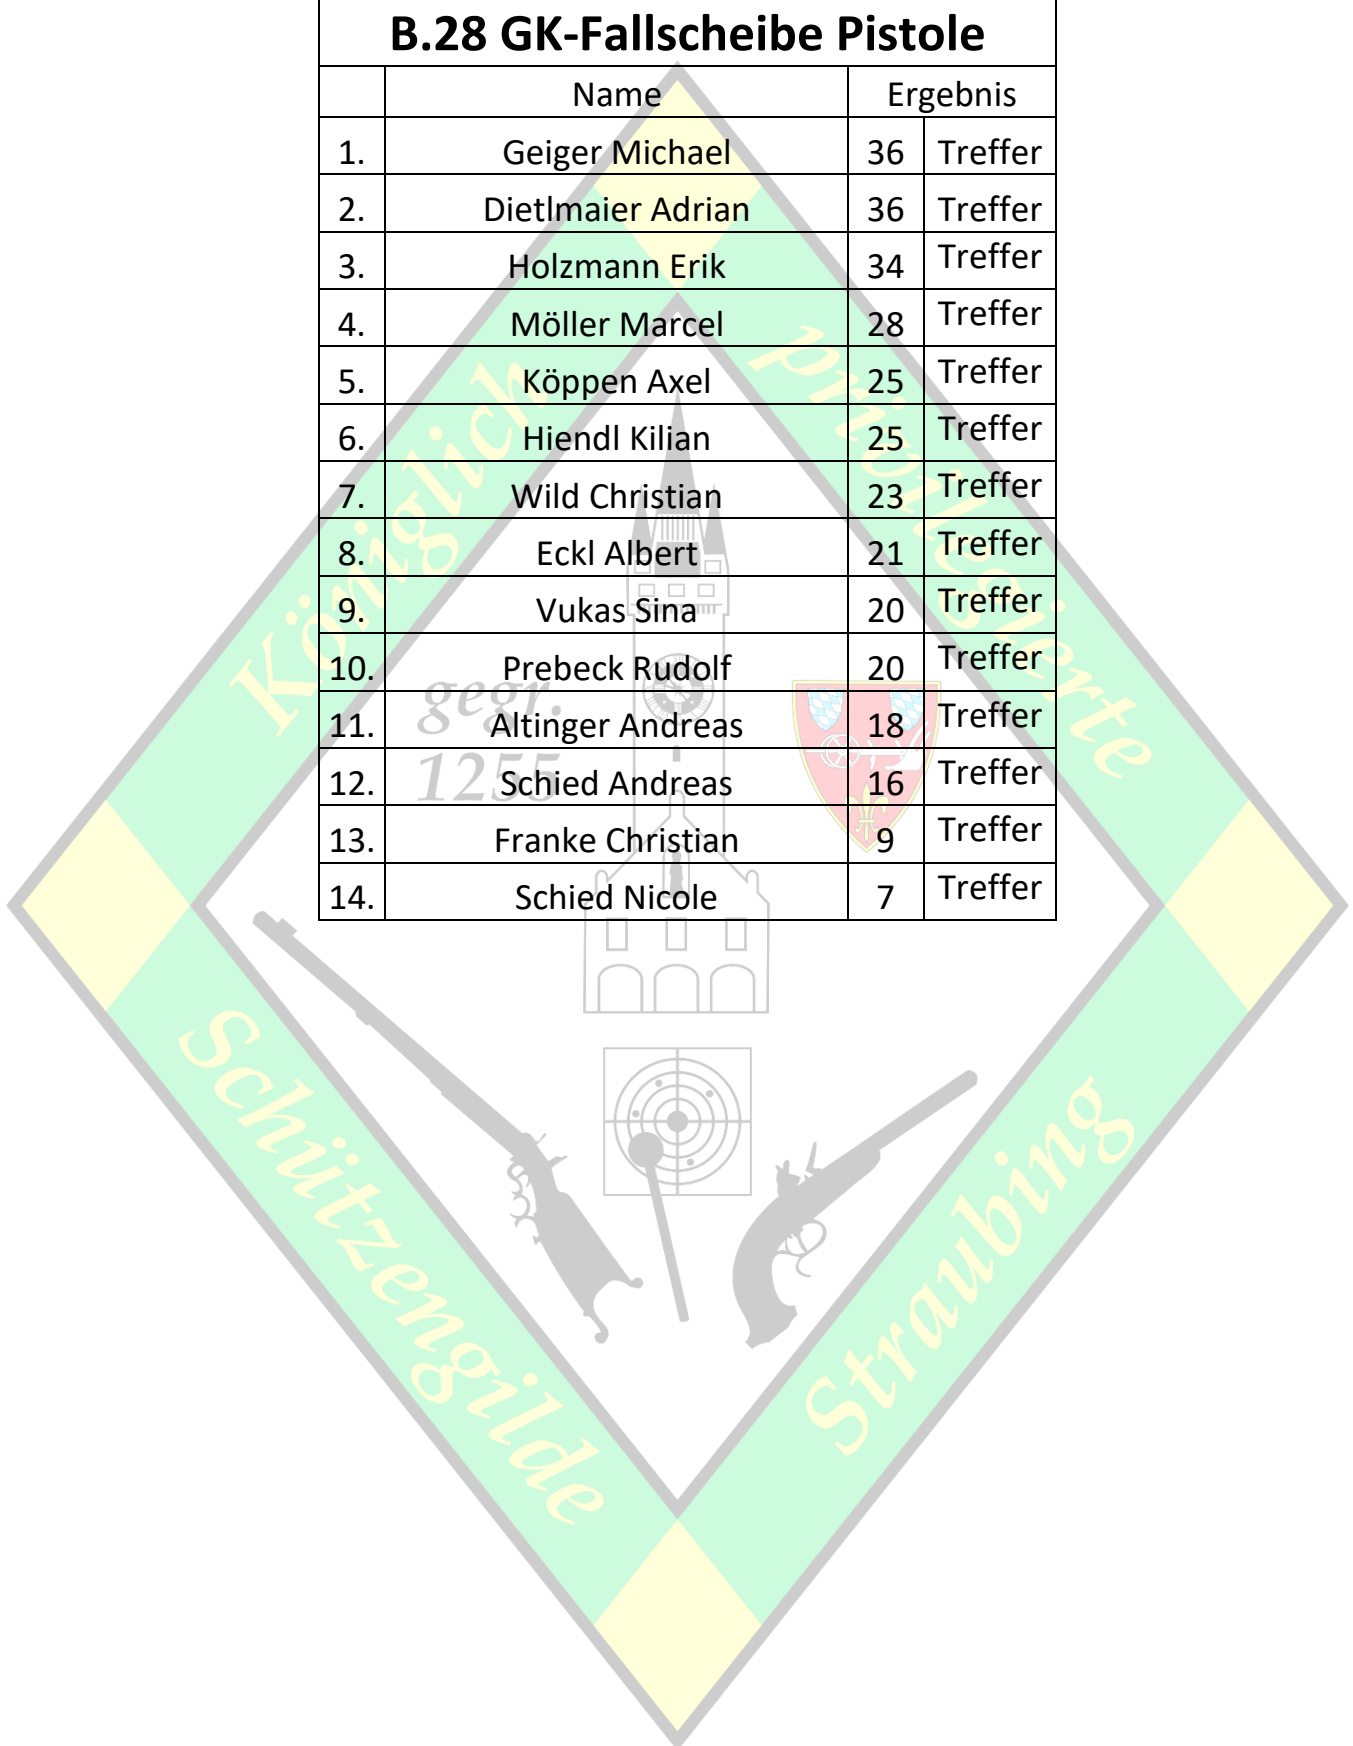 B.28 GK-Fallscheibe Pistole
Name Ergebnis
1. Geiger Michael 36 Treffer
2. Dietlmaier Adrian 36 Treffer
3. Holzmann Erik 34 Treffer
4. Möller Marcel 28 Treffer
5. Köppen Axel 25 Treffer
6. Hiendl Kilian 25 Treffer
7. Wild Christian 23 Treffer
8. Eckl Albert 21 Treffer
9. Vukas Sina 20 Treffer
10. Prebeck Rudolf 20 Treffer
11. Altinger Andreas 18 Treffer
12. Schied Andreas 16 Treffer
13. Franke Christian 9 Treffer
14. Schied Nicole 7 Treffer
Königlich
privilegierte
gegr.
1255
Schützengilde
Straubing